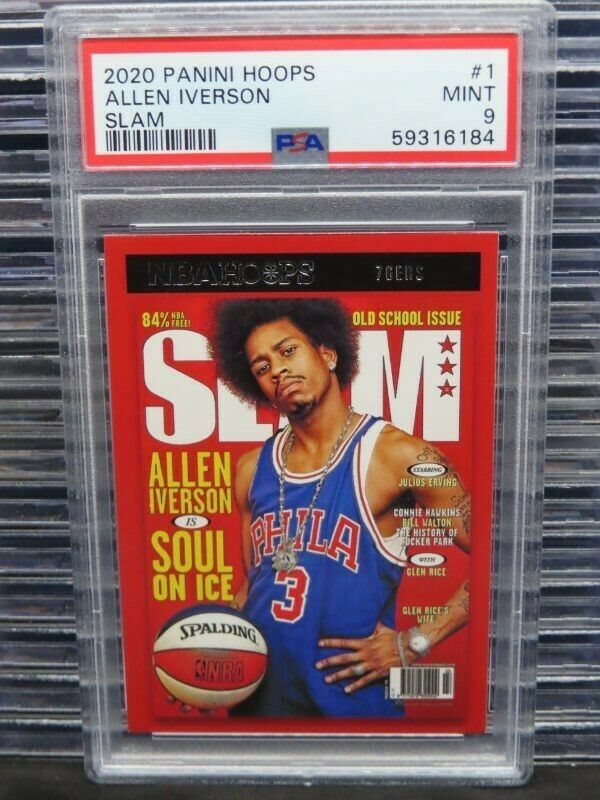 2020 PANINI HOOPS #1
ALLEN IVERSON MINT
SLAM 9
PSA 59316184
NBA HOOPS 76ERS
84% NBA FREE!
OLD SCHOOL ISSUE
SLAM
ALLEN
IVERSON
IS
SOUL
ON ICE
STARRING
JULIUS ERVING
CONNIE HAWKINS
BILL WALTON
THE HISTORY OF
RUCKER PARK
WITH
GLEN RICE
GLEN RICE'S
WIFE
PHILA
3
SPALDING
NBA